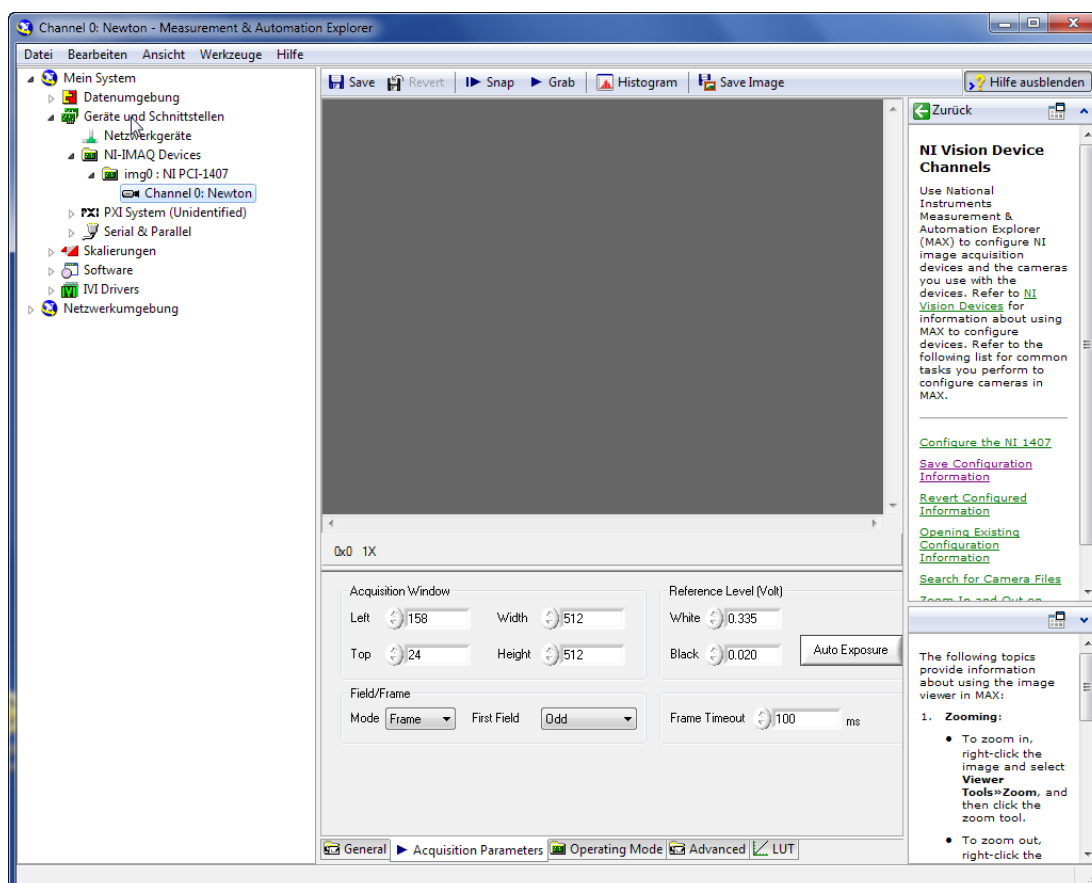 Channel 0: Newton - Measurement & Automation Explorer
Datei Bearbeiten Ansicht Werkzeuge Hilfe
Mein System
Datenumgebung
Geräte und Schnittstellen
Netzwerkgeräte
NI-IMAQ Devices
img0 : NI PCI-1407
Channel 0: Newton
PXI PXI System (Unidentified)
Serial & Parallel
Skalierungen
Software
IVI Drivers
Netzwerkumgebung
Save Revert Snap Grab Histogram Save Image Hilfe ausblenden
0x0 1X
Acquisition Window
Left 158 Width 512
Top 24 Height 512
Reference Level (Volt)
White 0.335
Black 0.020
Auto Exposure
Field/Frame
Mode Frame First Field Odd
Frame Timeout 100 ms
General Acquisition Parameters Operating Mode Advanced LUT
Zurück
NI Vision Device
Channels
Use National
Instruments
Measurement &
Automation Explorer
(MAX) to configure NI
image acquisition
devices and the cameras
you use with the
devices. Refer to NI
Vision Devices for
information about using
MAX to configure
devices. Refer to the
following list for common
tasks you perform to
configure cameras in
MAX.
Configure the NI 1407
Save Configuration
Information
Revert Configured
Information
Opening Existing
Configuration
Information
Search for Camera Files
Zoom In and Out on
The following topics
provide information
about using the image
viewer in MAX:
1. Zooming:
• To zoom in,
right-click the
image and select
Viewer
Tools»Zoom, and
then click the
zoom tool.
• To zoom out,
right-click the